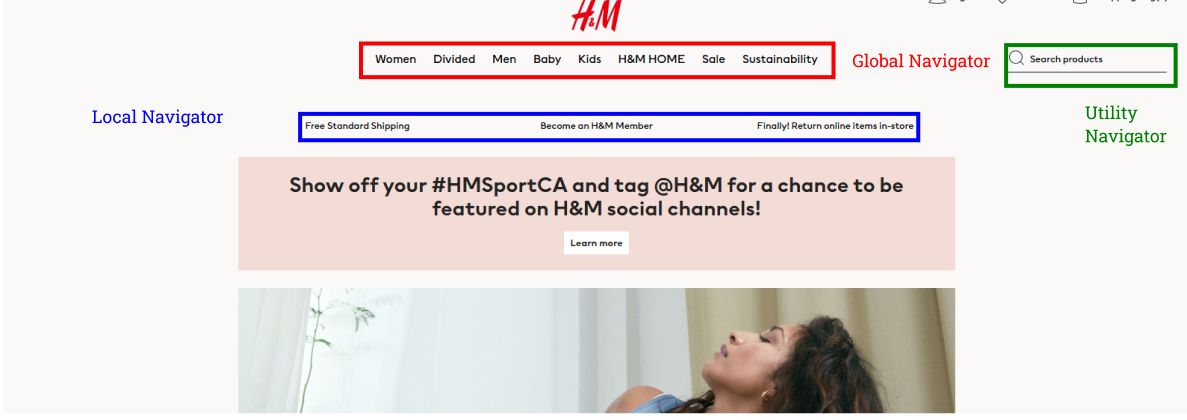 H&M
Women Divided Men Baby Kids H&M HOME Sale Sustainability
Global Navigator
Search products
Local Navigator
Utility
Navigator
Free Standard Shipping
Become an H&M Member
Finally! Return online items in-store
Show off your #HMSportCA and tag @H&M for a chance to be
featured on H&M social channels!
Learn more